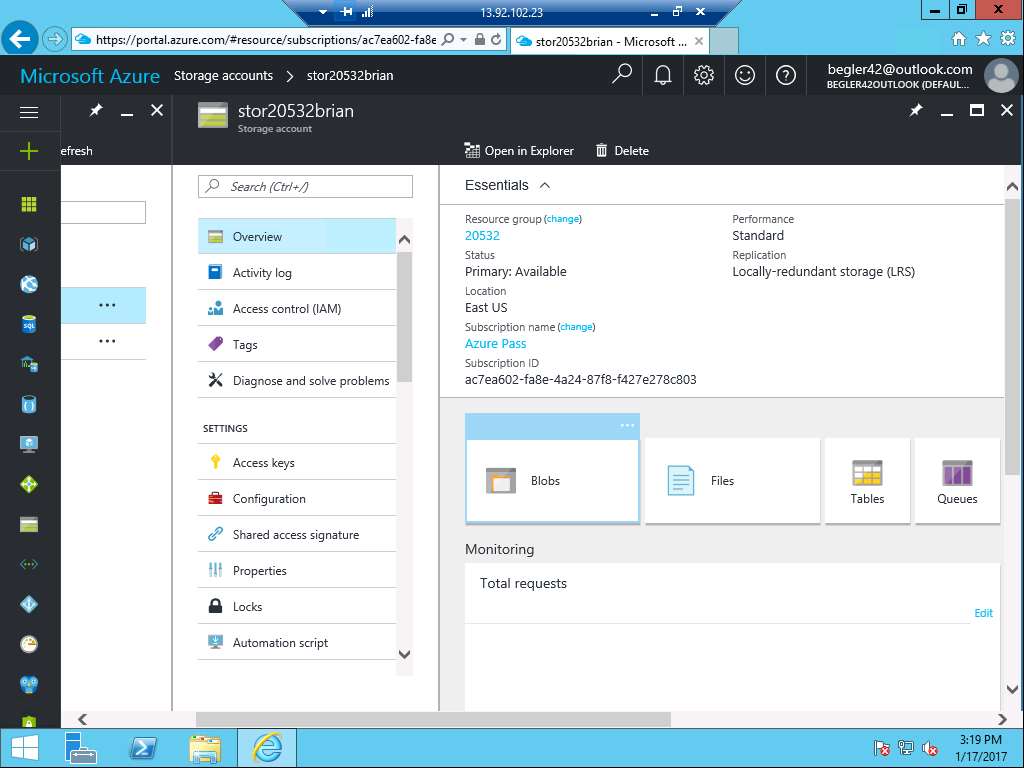 13.92.102.23
https://portal.azure.com/#resource/subscriptions/ac7ea602-fa8e
stor20532brian - Microsoft ...
Microsoft Azure
Storage accounts > stor20532brian
begler42@outlook.com
BEGLER42OUTLOOK (DEFAUL...
efresh
stor20532brian
Storage account
Open in Explorer
Delete
Search (Ctrl+/)
Overview
Activity log
Access control (IAM)
Tags
Diagnose and solve problems
SETTINGS
Access keys
Configuration
Shared access signature
Properties
Locks
Automation script
Essentials
Resource group (change)
20532
Status
Primary: Available
Location
East US
Subscription name (change)
Azure Pass
Subscription ID
ac7ea602-fa8e-4a24-87f8-f427e278c803
Performance
Standard
Replication
Locally-redundant storage (LRS)
Blobs
Files
Tables
Queues
Monitoring
Total requests
Edit
3:19 PM
1/17/2017